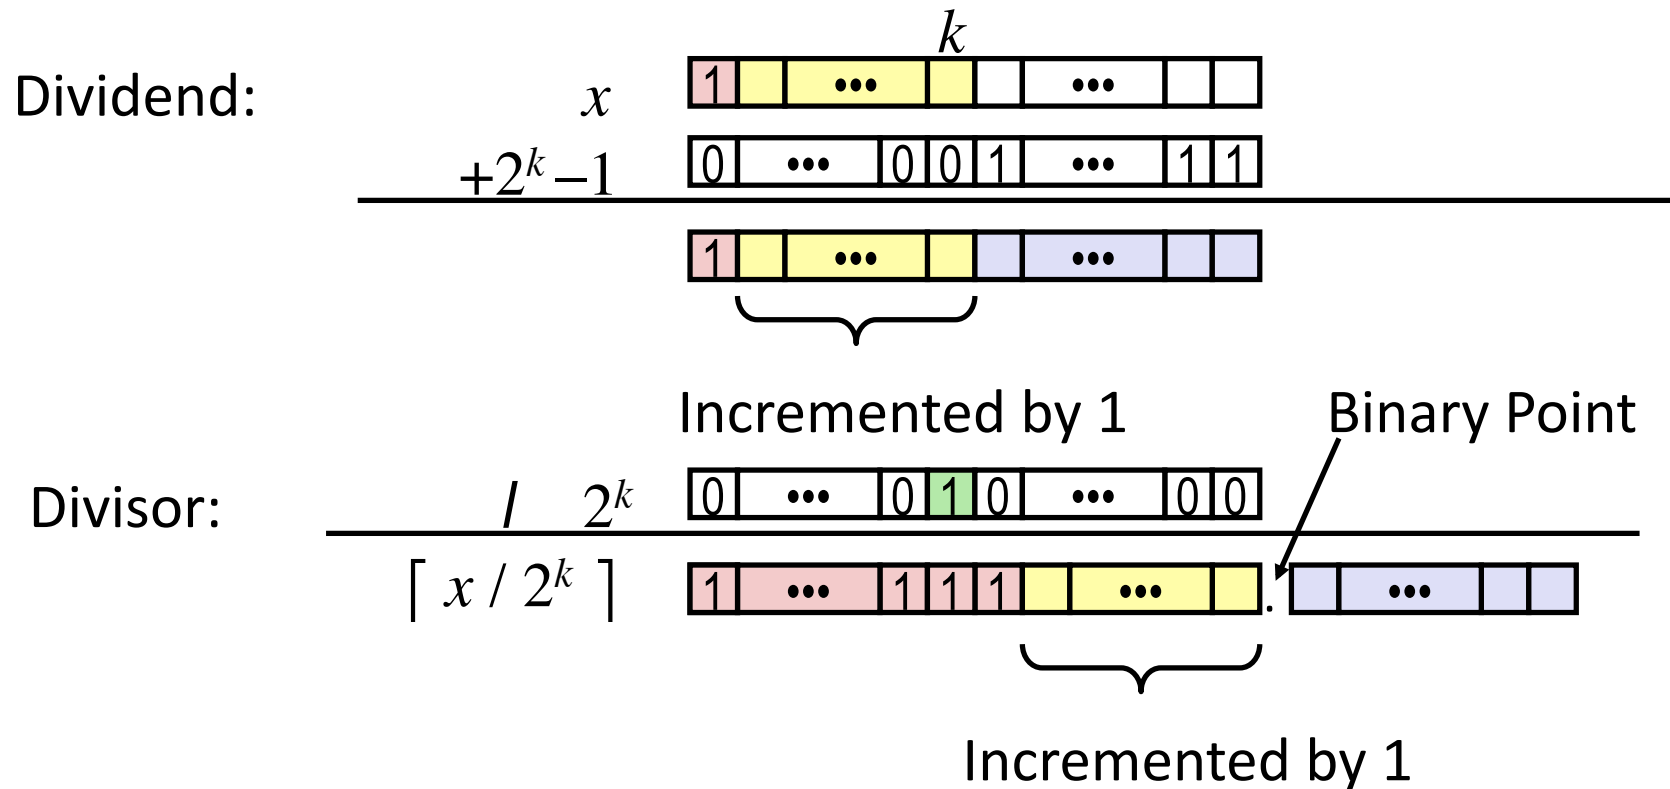 k
Dividend: x 1 ••• •••
+2^k –1 0 ••• 0 0 1 ••• 1 1
1 ••• •••
Incremented by 1 Binary Point
Divisor: / 2^k 0 ••• 0 1 0 ••• 0 0
⌈ x / 2^k ⌉ 1 ••• 1 1 1 ••• . •••
Incremented by 1